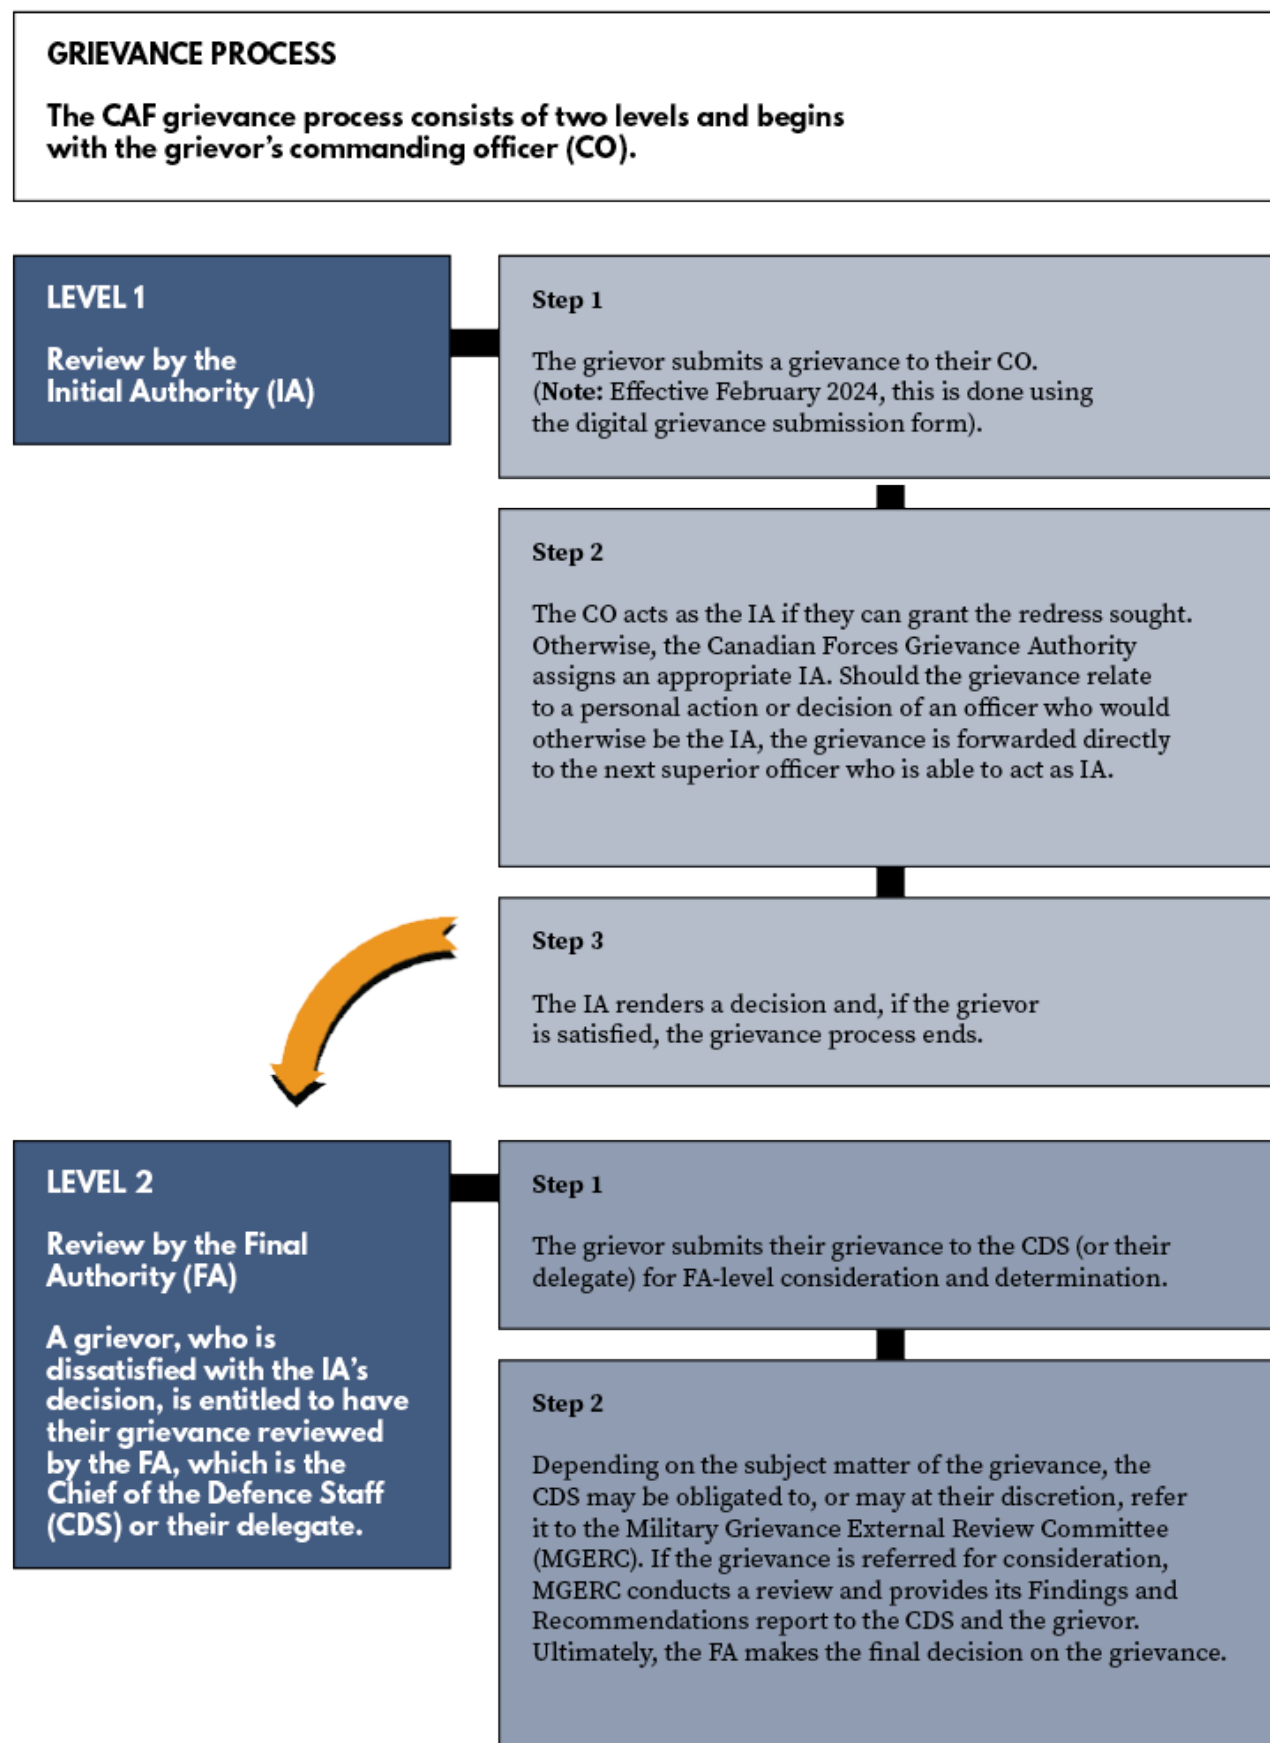 GRIEVANCE PROCESS
The CAF grievance process consists of two levels and begins
with the grievor’s commanding officer (CO).
LEVEL 1
Review by the
Initial Authority (IA)
Step 1
The grievor submits a grievance to their CO.
(Note: Effective February 2024, this is done using
the digital grievance submission form).
Step 2
The CO acts as the IA if they can grant the redress sought.
Otherwise, the Canadian Forces Grievance Authority
assigns an appropriate IA. Should the grievance relate
to a personal action or decision of an officer who would
otherwise be the IA, the grievance is forwarded directly
to the next superior officer who is able to act as IA.
Step 3
The IA renders a decision and, if the grievor
is satisfied, the grievance process ends.
LEVEL 2
Review by the Final
Authority (FA)
A grievor, who is
dissatisfied with the IA’s
decision, is entitled to have
their grievance reviewed
by the FA, which is the
Chief of the Defence Staff
(CDS) or their delegate.
Step 1
The grievor submits their grievance to the CDS (or their
delegate) for FA-level consideration and determination.
Step 2
Depending on the subject matter of the grievance, the
CDS may be obligated to, or may at their discretion, refer
it to the Military Grievance External Review Committee
(MGERC). If the grievance is referred for consideration,
MGERC conducts a review and provides its Findings and
Recommendations report to the CDS and the grievor.
Ultimately, the FA makes the final decision on the grievance.